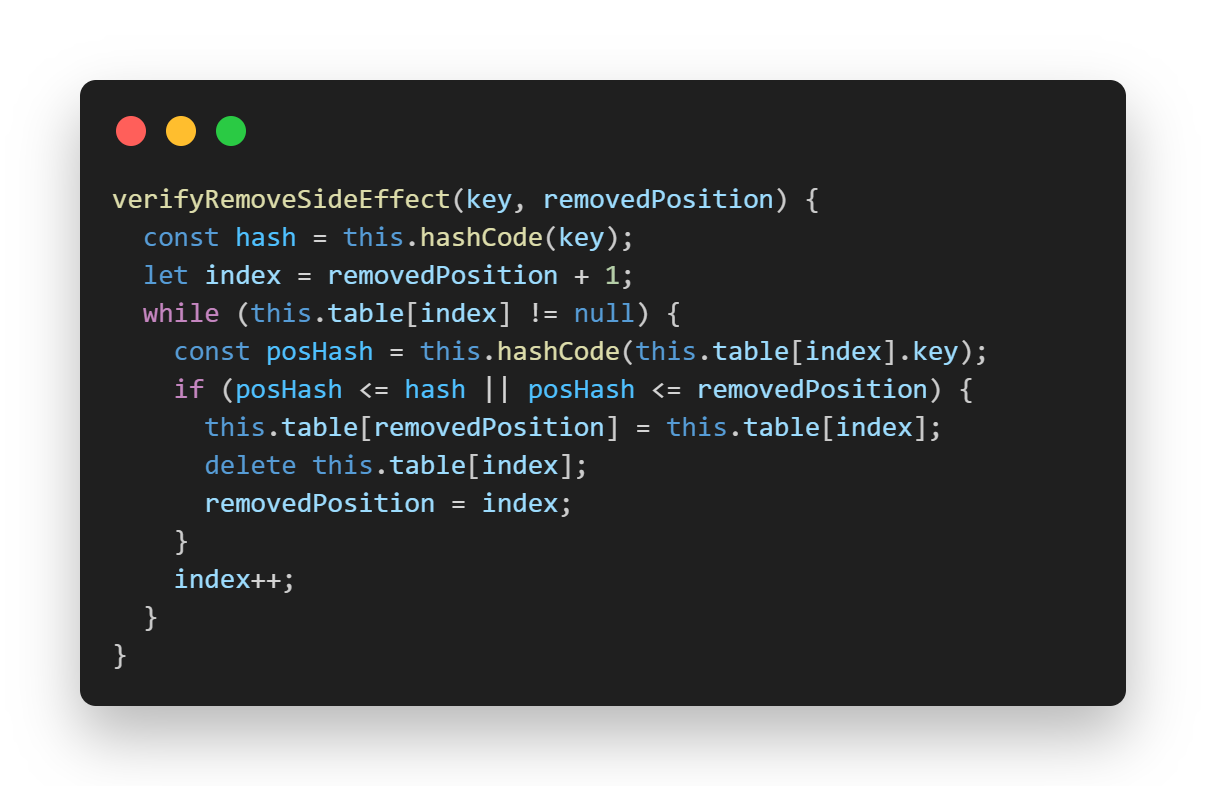 verifyRemoveSideEffect(key, removedPosition) {
  const hash = this.hashCode(key);
  let index = removedPosition + 1;
  while (this.table[index] != null) {
    const posHash = this.hashCode(this.table[index].key);
    if (posHash <= hash || posHash <= removedPosition) {
      this.table[removedPosition] = this.table[index];
      delete this.table[index];
      removedPosition = index;
    }
    index++;
  }
}